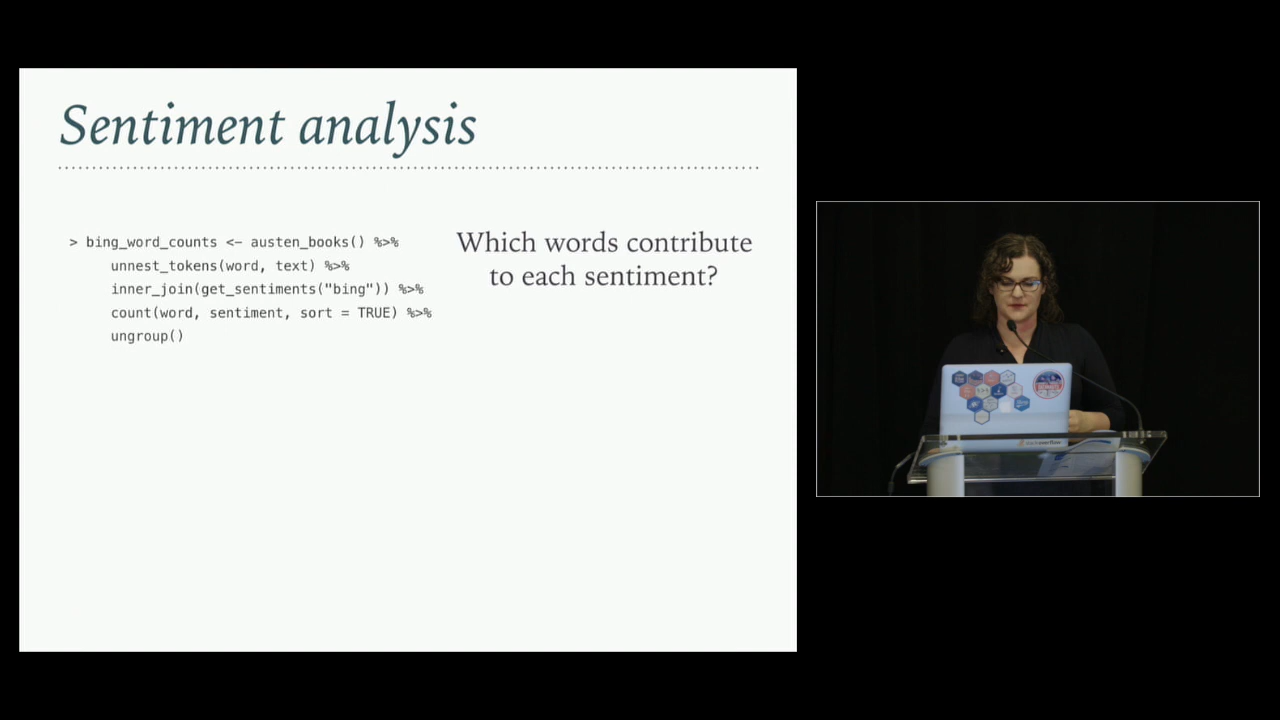 Sentiment analysis
> bing_word_counts <- austen_books() %>%
unnest_tokens(word, text) %>%
inner_join(get_sentiments("bing")) %>%
count(word, sentiment, sort = TRUE) %>%
ungroup()
Which words contribute
to each sentiment?